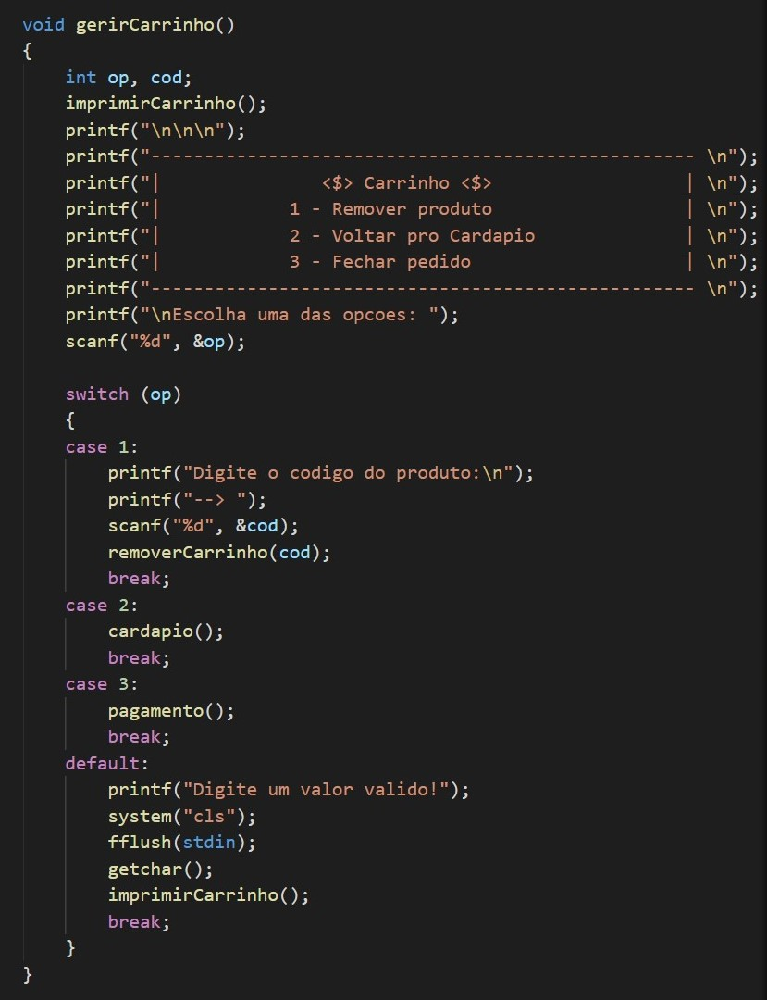 void gerirCarrinho()
{
    int op, cod;
    imprimirCarrinho();
    printf("\n\n\n");
    printf("--------------------------------------------------- \n");
    printf("|               <$> Carrinho <$>                  | \n");
    printf("|            1 - Remover produto                  | \n");
    printf("|            2 - Voltar pro Cardapio              | \n");
    printf("|            3 - Fechar pedido                    | \n");
    printf("--------------------------------------------------- \n");
    printf("\nEscolha uma das opcoes: ");
    scanf("%d", &op);

    switch (op)
    {
    case 1:
        printf("Digite o codigo do produto:\n");
        printf("--> ");
        scanf("%d", &cod);
        removerCarrinho(cod);
        break;
    case 2:
        cardapio();
        break;
    case 3:
        pagamento();
        break;
    default:
        printf("Digite um valor valido!");
        system("cls");
        fflush(stdin);
        getchar();
        imprimirCarrinho();
        break;
    }
}